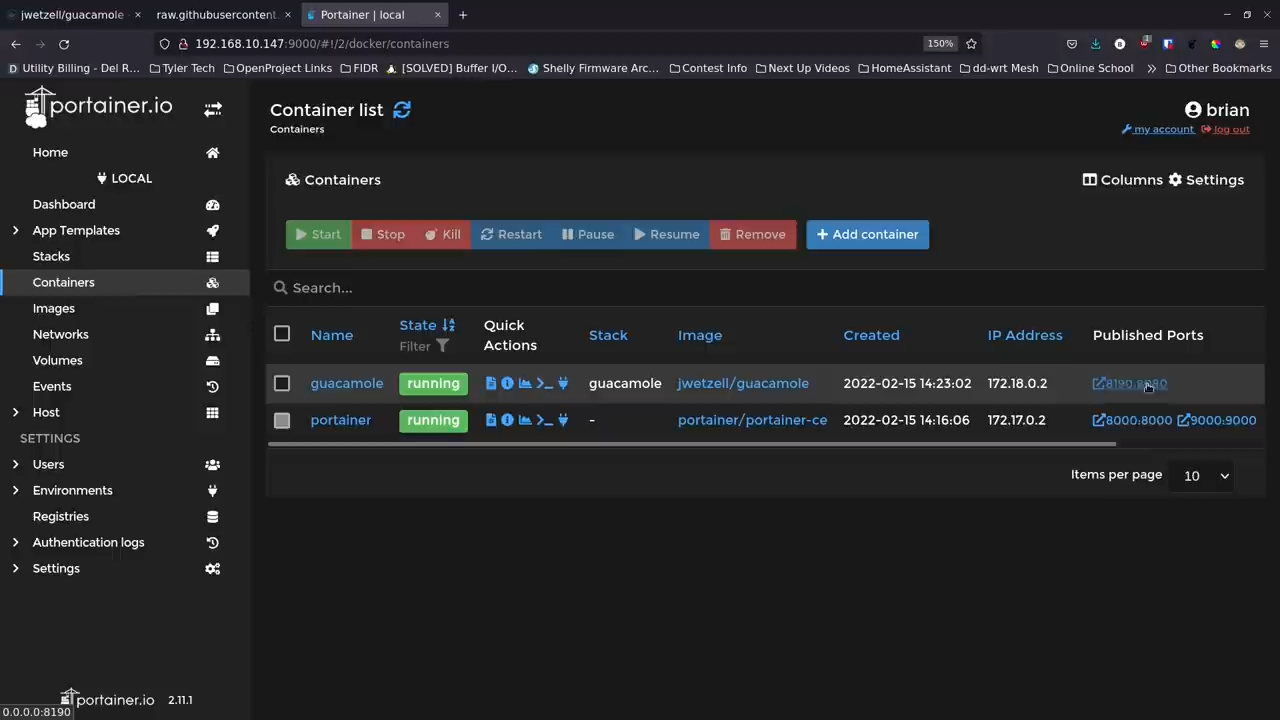 jwetzell/guacamole
raw.githubusercontent.
Portainer | local
192.168.10.147:9000/#!/2/docker/containers
150%
Utility Billing - Del R...
Tyler Tech
OpenProject Links
FIDR
[SOLVED] Buffer I/O...
Shelly Firmware Arc...
Contest Info
Next Up Videos
HomeAssistant
dd-wrt Mesh
Online School
Other Bookmarks
portainer.io
Home
LOCAL
Dashboard
App Templates
Stacks
Containers
Images
Networks
Volumes
Events
Host
SETTINGS
Users
Environments
Registries
Authentication logs
Settings
portainer.io 2.11.1
0.0.0.0:8190
Container list
Containers
brian
my account log out
Containers
Columns Settings
Start Stop Kill Restart Pause Resume Remove Add container
Search...
Name State Filter Quick Actions Stack Image Created IP Address Published Ports
guacamole running guacamole jwetzell/guacamole 2022-02-15 14:23:02 172.18.0.2 8190:8080
portainer running - portainer/portainer-ce 2022-02-15 14:16:06 172.17.0.2 8000:8000 9000:9000
Items per page 10